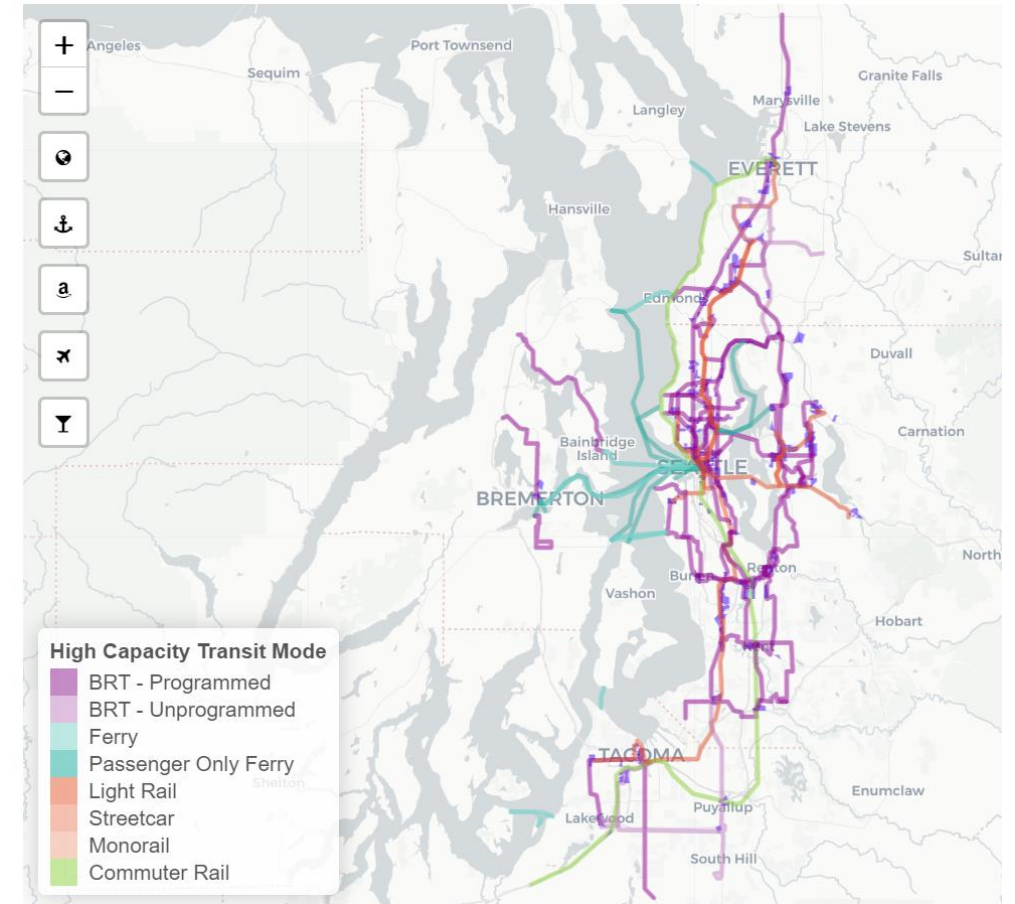 +
Angeles
Port Townsend
Sequim
Granite Falls
−
Marysville
Langley
Lake Stevens
EVERETT
Hansville
Sultan
a
Edmonds
Duvall
Carnation
Bainbridge
Island
SEATTLE
BREMERTON
North
Renton
Vashon
Hobart
High Capacity Transit Mode
BRT - Programmed
BRT - Unprogrammed
Ferry
Passenger Only Ferry
TACOMA
Light Rail
Streetcar
Shelton
Enumclaw
Monorail
Puyallup
Lakewood
Commuter Rail
South Hill